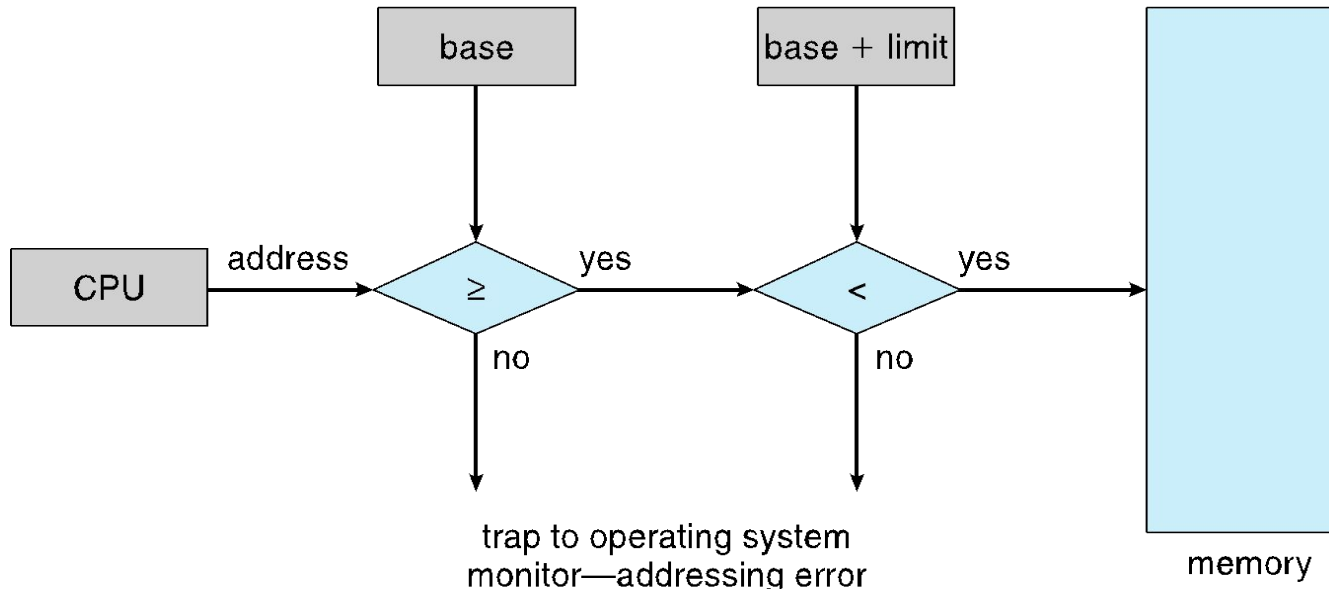 base
base + limit
CPU
address
≥
yes
<
yes
no
no
trap to operating system
monitor—addressing error
memory